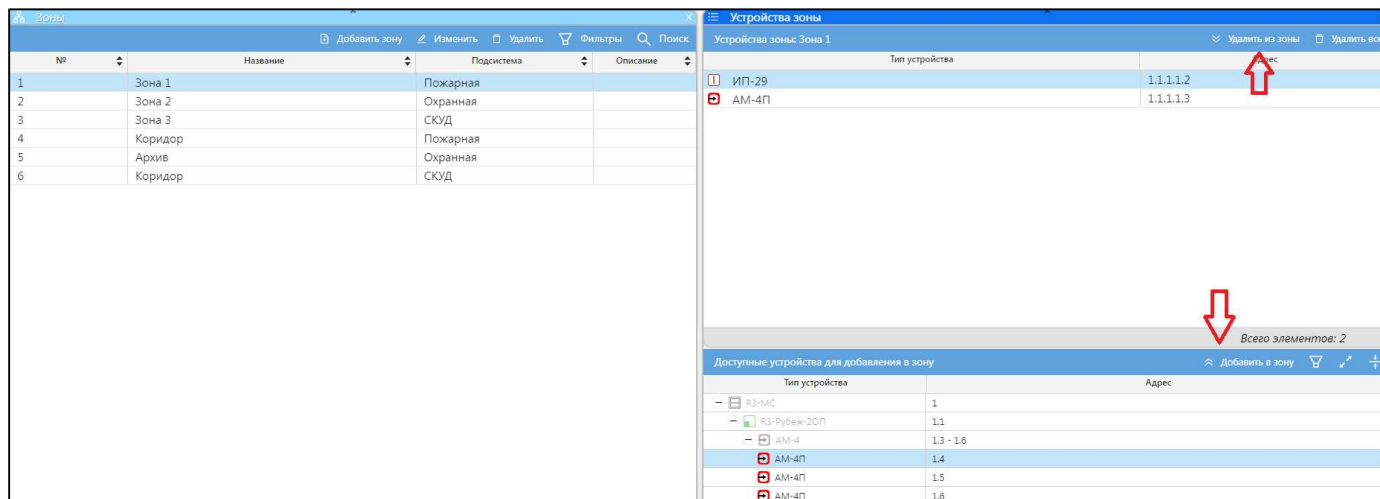 Зоны
Добавить зону Изменить Удалить Фильтры Поиск
№ Название Подсистема Описание
1 Зона 1 Пожарная
2 Зона 2 Охранная
3 Зона 3 СКУД
4 Коридор Пожарная
5 Архив Охранная
6 Коридор СКУД
Устройства зоны
Устройства зоны: Зона 1 Удалить из зоны Удалить все
Тип устройства Адрес
ИП-29 1.1.1.1.2
АМ-4П 1.1.1.1.3
Всего элементов: 2
Доступные устройства для добавления в зону Добавить в зону
Тип устройства Адрес
R3-МС 1
R3-Рубеж-2ОП 1.1
АМ-4 1.3 - 1.6
АМ-4П 1.4
АМ-4П 1.5
АМ-4П 1.6